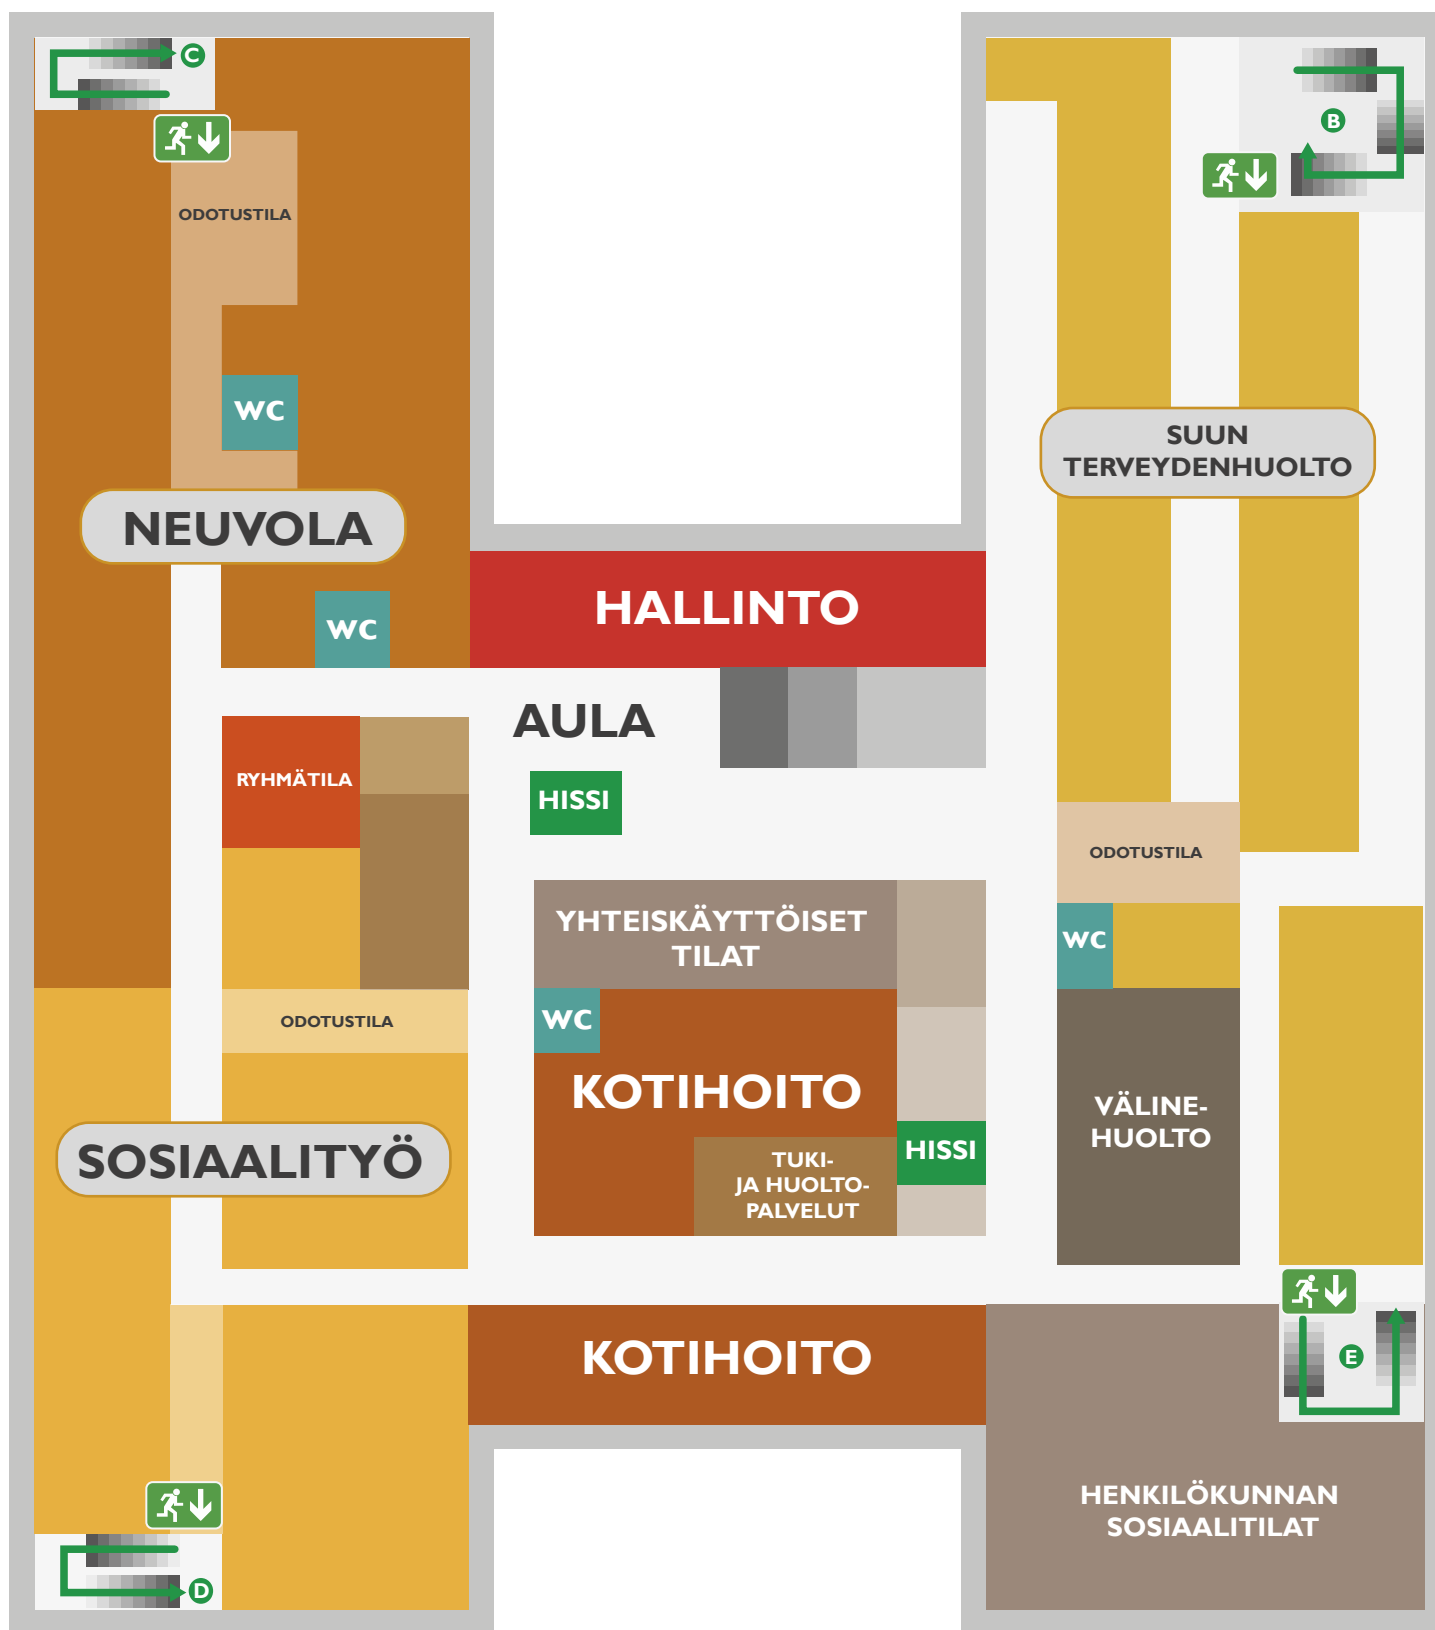 C
B
ODOTUSTILA
WC
SUUN
TERVEYDENHUOLTO
NEUVOLA
HALLINTO
WC
AULA
RYHMÄTILA
HISSI
ODOTUSTILA
YHTEISKÄYTTÖISET
TILAT
WC
WC
ODOTUSTILA
KOTIHOITO
VÄLINE-
HUOLTO
SOSIAALITYÖ
HISSI
TUKI-
JA HUOLTO-
PALVELUT
KOTIHOITO
E
HENKILÖKUNNAN
SOSIAALITILAT
D